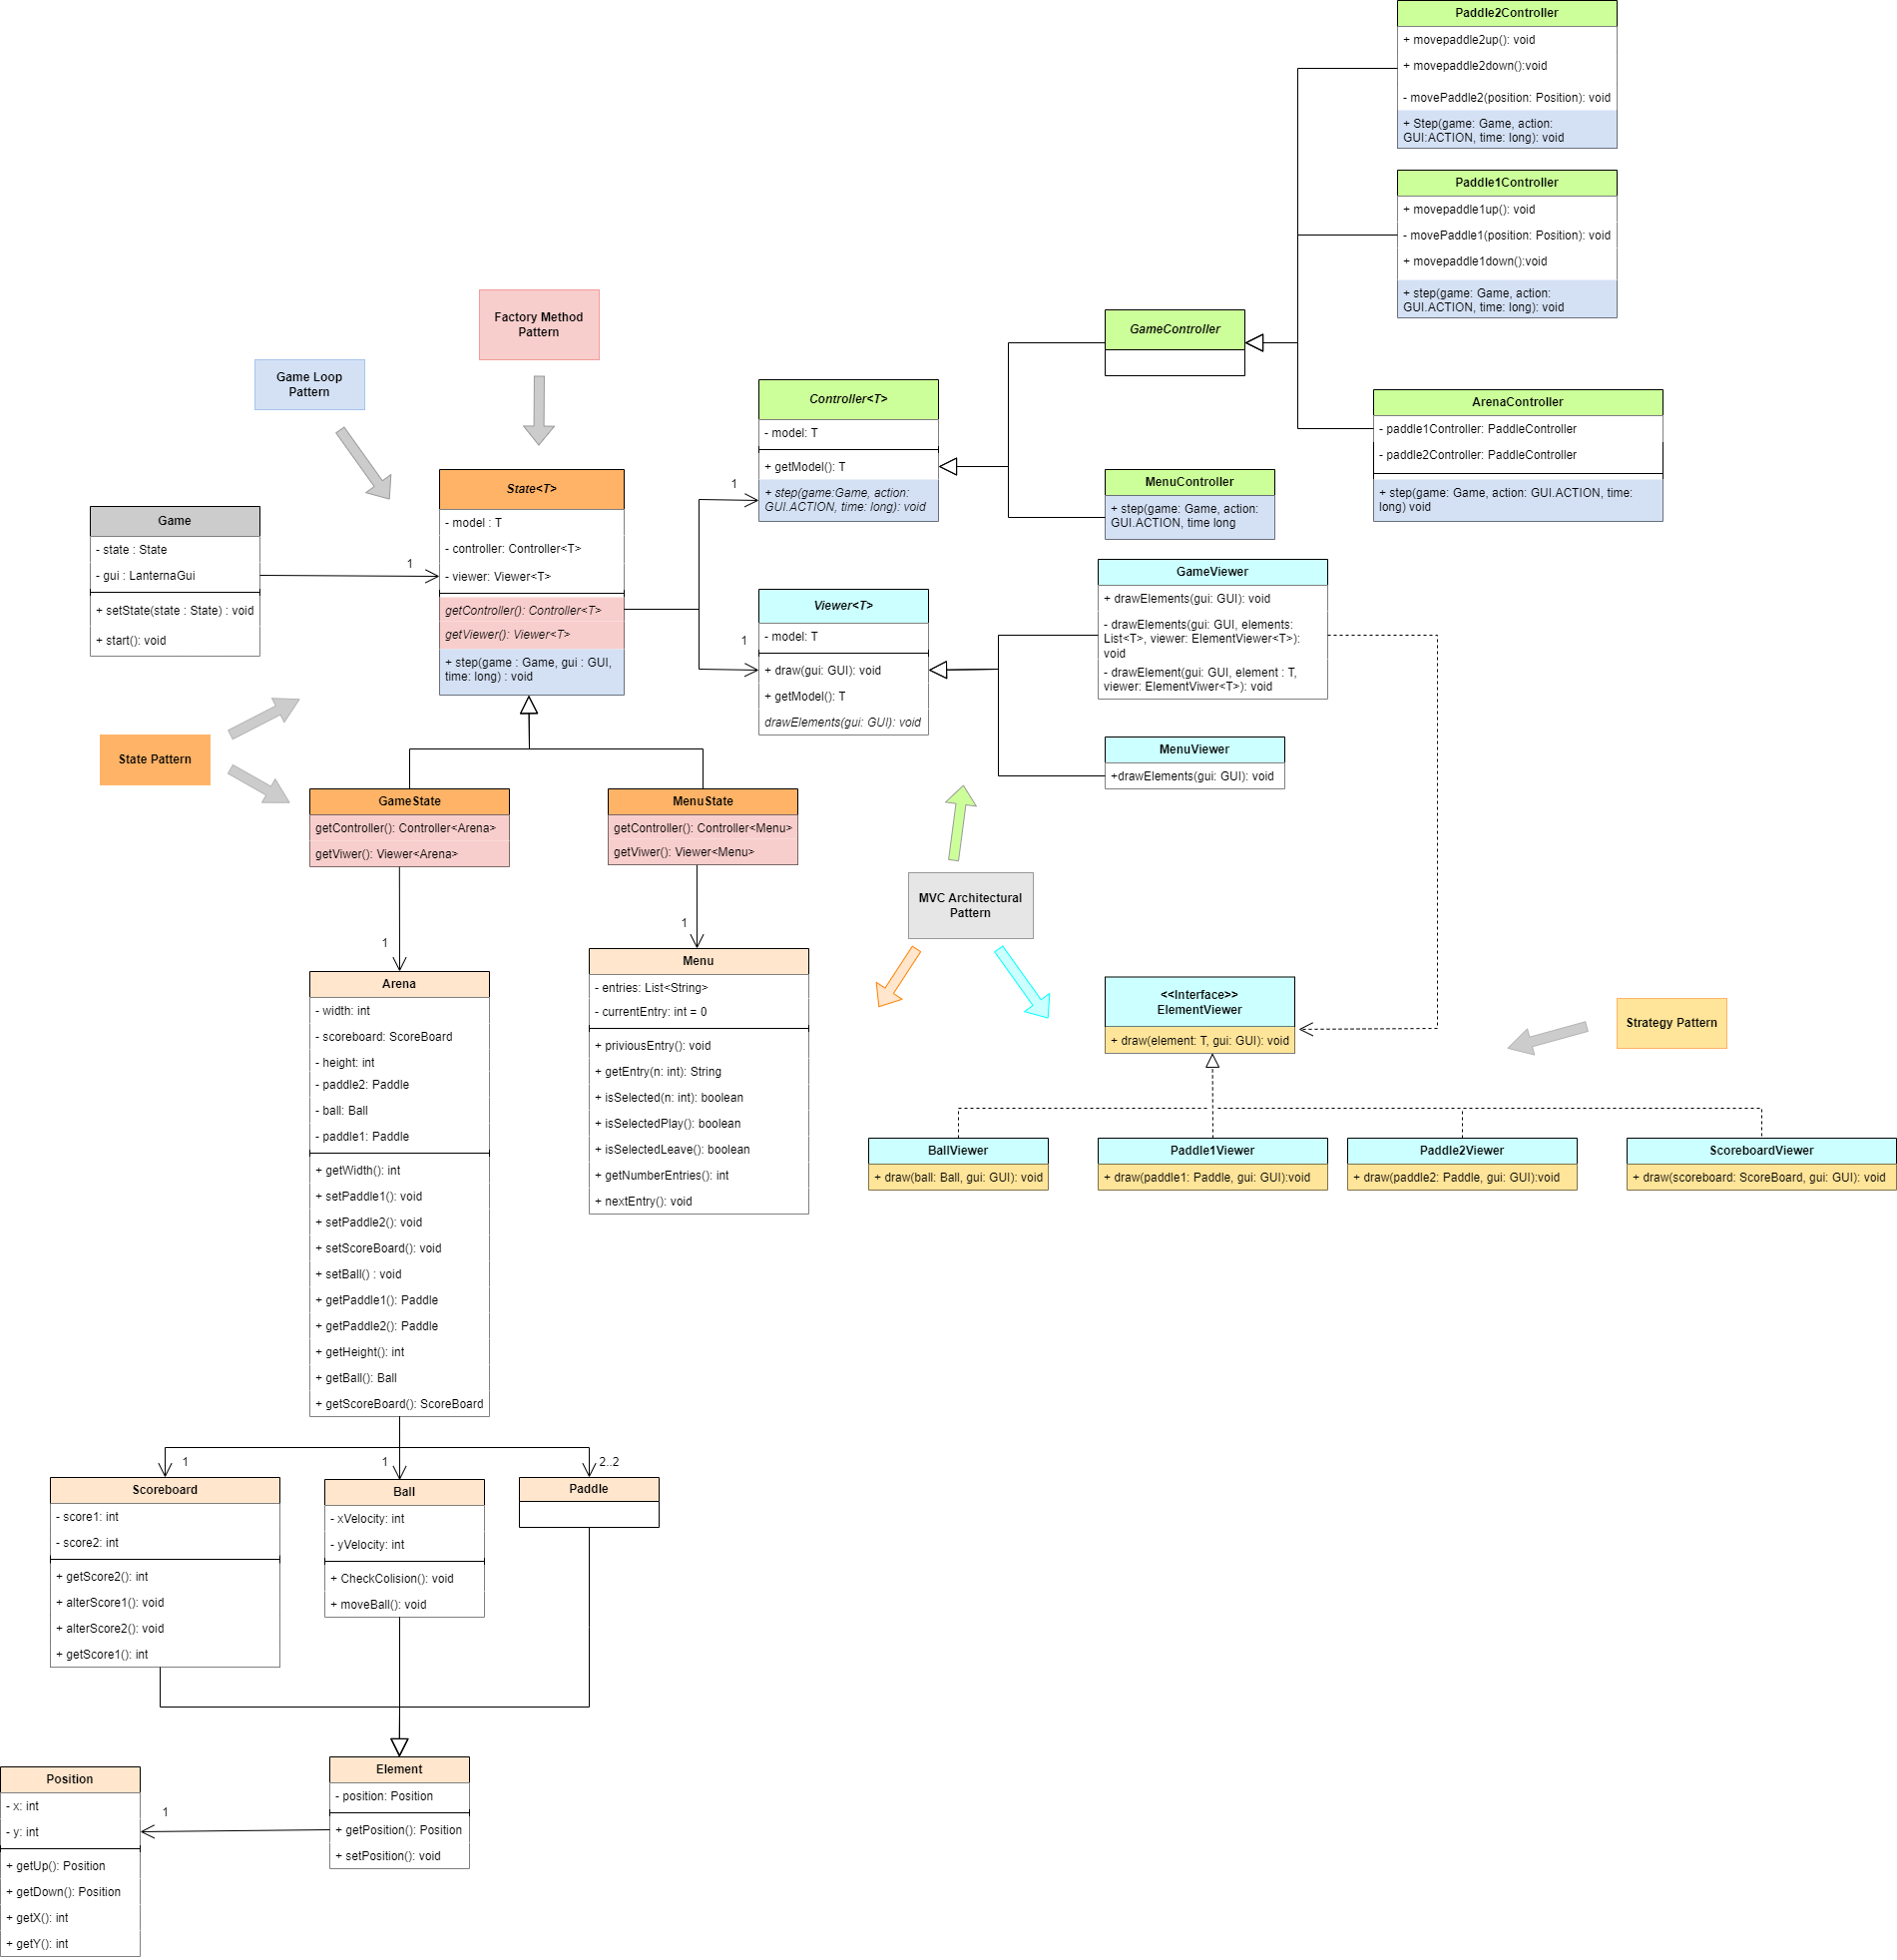 Paddle2Controller
+ movepaddle2up(): void
+ movepaddle2down():void
- movePaddle2(position: Position): void
+ Step(game: Game, action:
GUI:ACTION, time: long): void
Paddle1Controller
+ movepaddle1up(): void
- movePaddle1(position: Position): void
+ movepaddle1down():void
+ step(game: Game, action:
GUI.ACTION, time: long): void
Factory Method
Pattern
GameController
Game Loop
Pattern
Controller<T>
- model: T
+ getModel(): T
+ step(game:Game, action:
GUI.ACTION, time: long): void
ArenaController
- paddle1Controller: PaddleController
- paddle2Controller: PaddleController
+ step(game: Game, action: GUI.ACTION, time:
long) void
MenuController
+ step(game: Game, action:
GUI.ACTION, time long
State<T>
- model : T
- controller: Controller<T>
- viewer: Viewer<T>
getController(): Controller<T>
getViewer(): Viewer<T>
+ step(game : Game, gui : GUI,
time: long) : void
1
Game
- state : State
- gui : LanternaGui
+ setState(state : State) : void
+ start(): void
1
GameViewer
+ drawElements(gui: GUI): void
- drawElements(gui: GUI, elements:
List<T>, viewer: ElementViewer<T>):
void
- drawElement(gui: GUI, element : T,
viewer: ElementViwer<T>): void
Viewer<T>
- model: T
+ draw(gui: GUI): void
+ getModel(): T
drawElements(gui: GUI): void
1
MenuViewer
+drawElements(gui: GUI): void
State Pattern
GameState
getController(): Controller<Arena>
getViwer(): Viewer<Arena>
MenuState
getController(): Controller<Menu>
getViwer(): Viewer<Menu>
MVC Architectural
Pattern
1
1
Menu
- entries: List<String>
- currentEntry: int = 0
+ priviousEntry(): void
+ getEntry(n: int): String
+ isSelected(n: int): boolean
+ isSelectedPlay(): boolean
+ isSelectedLeave(): boolean
+ getNumberEntries(): int
+ nextEntry(): void
Arena
- width: int
- scoreboard: ScoreBoard
- height: int
- paddle2: Paddle
- ball: Ball
- paddle1: Paddle
+ getWidth(): int
+ setPaddle1(): void
+ setPaddle2(): void
+ setScoreBoard(): void
+ setBall() : void
+ getPaddle1(): Paddle
+ getPaddle2(): Paddle
+ getHeight(): int
+ getBall(): Ball
+ getScoreBoard(): ScoreBoard
<<Interface>>
ElementViewer
+ draw(element: T, gui: GUI): void
Strategy Pattern
BallViewer
+ draw(ball: Ball, gui: GUI): void
Paddle1Viewer
+ draw(paddle1: Paddle, gui: GUI):void
Paddle2Viewer
+ draw(paddle2: Paddle, gui: GUI):void
ScoreboardViewer
+ draw(scoreboard: ScoreBoard, gui: GUI): void
1
1
2..2
Scoreboard
- score1: int
- score2: int
+ getScore2(): int
+ alterScore1(): void
+ alterScore2(): void
+ getScore1(): int
Ball
- xVelocity: int
- yVelocity: int
+ CheckColision(): void
+ moveBall(): void
Paddle
Element
- position: Position
+ getPosition(): Position
+ setPosition(): void
1
Position
- x: int
- y: int
+ getUp(): Position
+ getDown(): Position
+ getX(): int
+ getY(): int